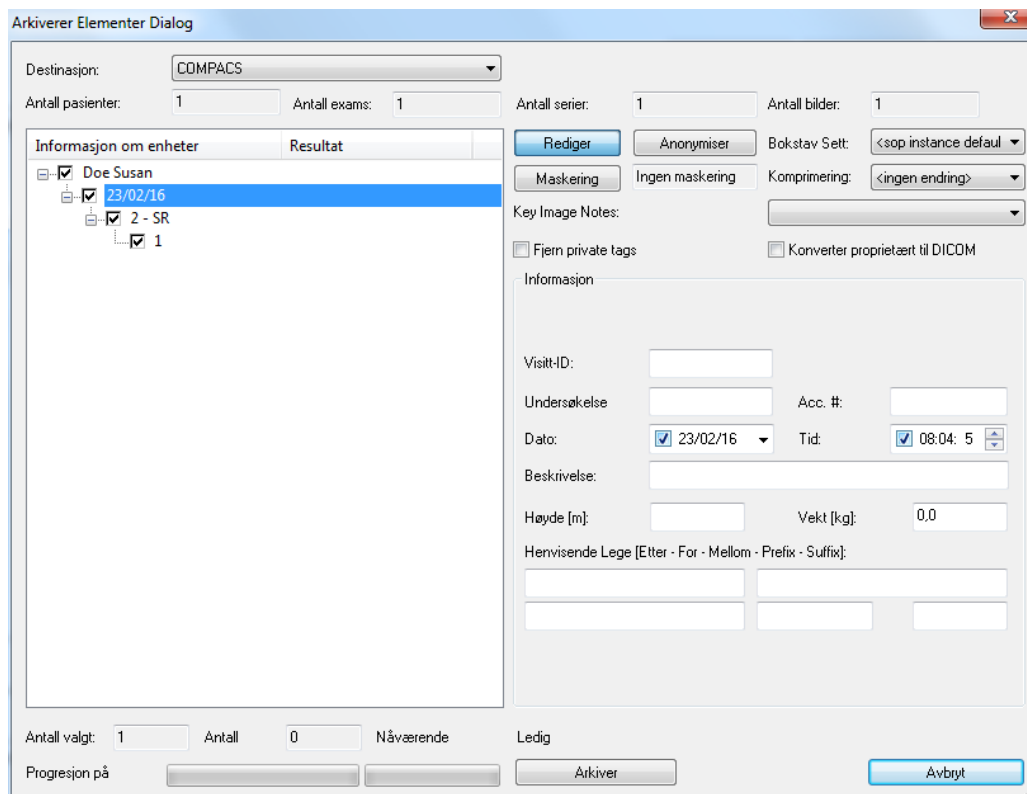 Arkiverer Elementer Dialog
Destinasjon: COMPACS
Antall pasienter: 1 Antall exams: 1 Antall serier: 1 Antall bilder: 1
Informasjon om enheter Resultat
Doe Susan
23/02/16
2 - SR
1
Rediger Anonymiser Bokstav Sett: <sop instance defaul
Maskering Ingen maskering Komprimering: <ingen endring>
Key Image Notes:
Fjern private tags Konverter proprietært til DICOM
Informasjon
Visitt-ID:
Undersøkelse Acc. #:
Dato: 23/02/16 Tid: 08:04: 5
Beskrivelse:
Høyde [m]: Vekt [kg]: 0,0
Henvisende Lege [Etter - For - Mellom - Prefix - Suffix]:
Antall valgt: 1 Antall 0 Nåværende Ledig
Progresjon på Arkiver Avbryt